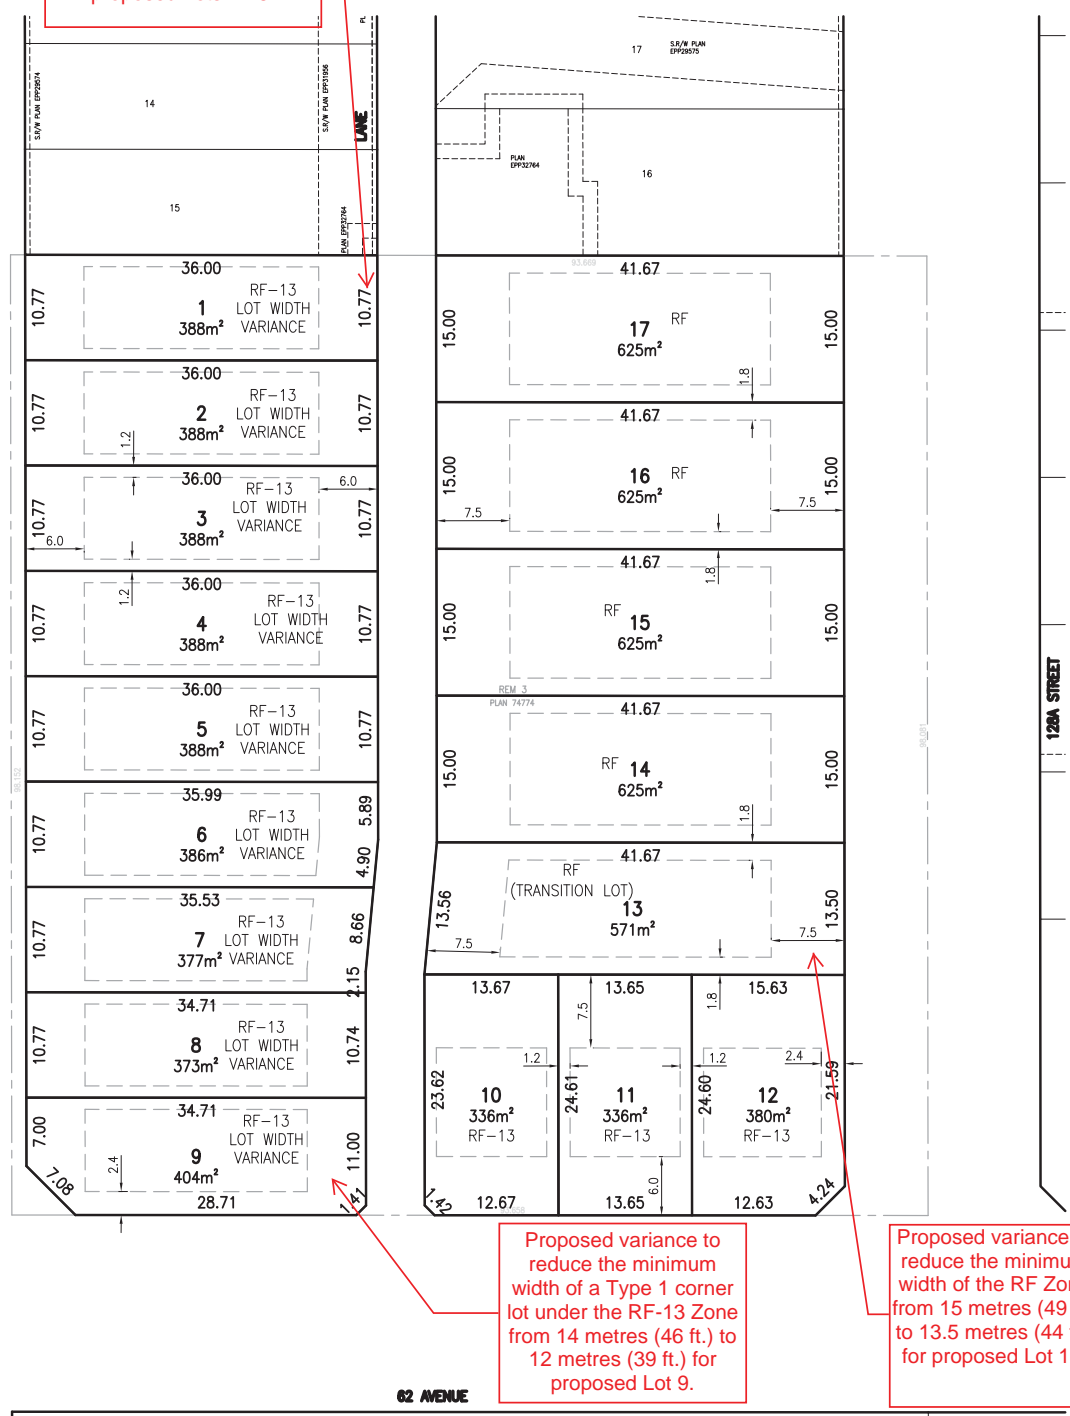 17
S.R/W PLAN
EPP29575
S.R/W PLAN EPP29574
14
S.R/W PLAN EPP31956
LANE
PLAN
EPP32764
16
15
PLAN EPP32764
93.669
36.00
10.77
1
388m²
RF-13
LOT WIDTH
VARIANCE
10.77
36.00
10.77
2
388m²
RF-13
LOT WIDTH
VARIANCE
10.77
1.2
36.00
10.77
3
388m²
RF-13
LOT WIDTH
VARIANCE
6.0
10.77
6.0
1.2
36.00
10.77
4
388m²
RF-13
LOT WIDTH
VARIANCE
10.77
36.00
10.77
5
388m²
RF-13
LOT WIDTH
VARIANCE
10.77
98.152
35.99
10.77
6
386m²
RF-13
LOT WIDTH
VARIANCE
5.89
4.90
35.53
10.77
7
377m²
RF-13
LOT WIDTH
VARIANCE
8.66
2.15
34.71
10.77
8
373m²
RF-13
LOT WIDTH
VARIANCE
10.74
34.71
7.00
9
404m²
RF-13
LOT WIDTH
VARIANCE
11.00
2.4
7.08
28.71
1.41
41.67
15.00
17
625m²
RF
15.00
1.8
41.67
15.00
16
625m²
RF
15.00
7.5
7.5
41.67
1.8
15.00
RF
15
625m²
15.00
REM 3
PLAN 74774
41.67
15.00
RF
14
625m²
15.00
1.8
96.081
128A STREET
41.67
RF
(TRANSITION LOT)
13
571m²
13.56
13.50
7.5
7.5
13.67
13.65
15.63
7.5
1.8
1.2
1.2
2.4
23.62
10
336m²
RF-13
24.61
11
336m²
RF-13
24.60
12
380m²
RF-13
21.59
6.0
1.42
12.67
13.65
12.63
4.24
Proposed variance to
reduce the minimum
width of a Type 1 corner
lot under the RF-13 Zone
from 14 metres (46 ft.) to
12 metres (39 ft.) for
proposed Lot 9.
Proposed variance
reduce the minimu
width of the RF Zon
from 15 metres (49
to 13.5 metres (44
for proposed Lot 1
62 AVENUE